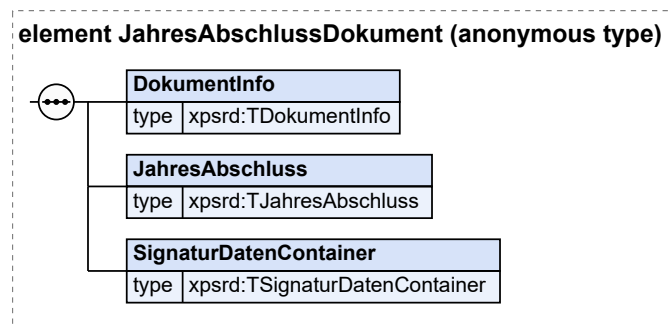 element JahresAbschlussDokument (anonymous type)
DokumentInfo
type xpsrd:TDokumentInfo
JahresAbschluss
type xpsrd:TJahresAbschluss
SignaturDatenContainer
type xpsrd:TSignaturDatenContainer